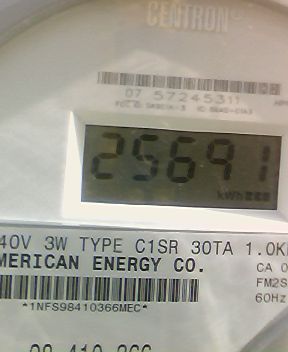 CENTRON®
07 57245311
25691
kWh
40V 3W TYPE C1SR 30TA 1.0K
MERICAN ENERGY CO.
CA 0
FM2S
60Hz
*1NFS98410366MEC*